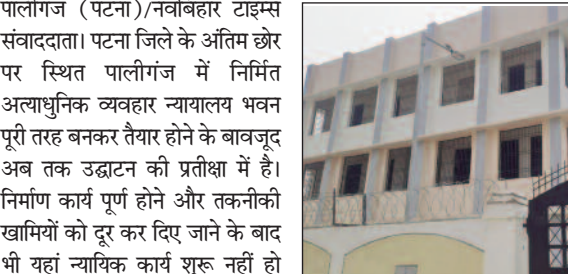 पालीगंज (पटना)/नवबिहार टाइम्स
संवाददाता। पटना जिले के अंतिम छोर
पर स्थित पालीगंज में निर्मित
अत्याधुनिक व्यवहार न्यायालय भवन
पूरी तरह बनकर तैयार होने के बावजूद
अब तक उद्घाटन की प्रतीक्षा में है।
निर्माण कार्य पूर्ण होने और तकनीकी
खामियों को दूर कर दिए जाने के बाद
भी यहां न्यायिक कार्य शुरू नहीं हो